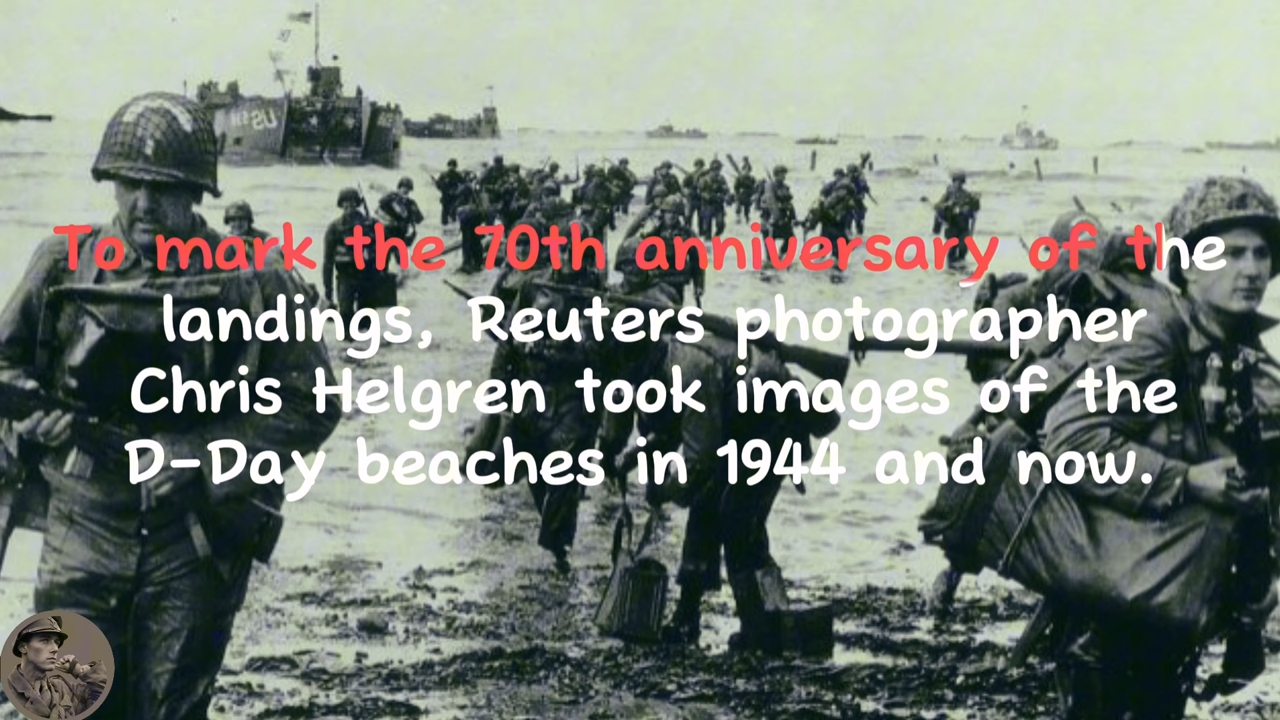 To mark the 70th anniversary of the
landings, Reuters photographer
Chris Helgren took images of the
D-Day beaches in 1944 and now.